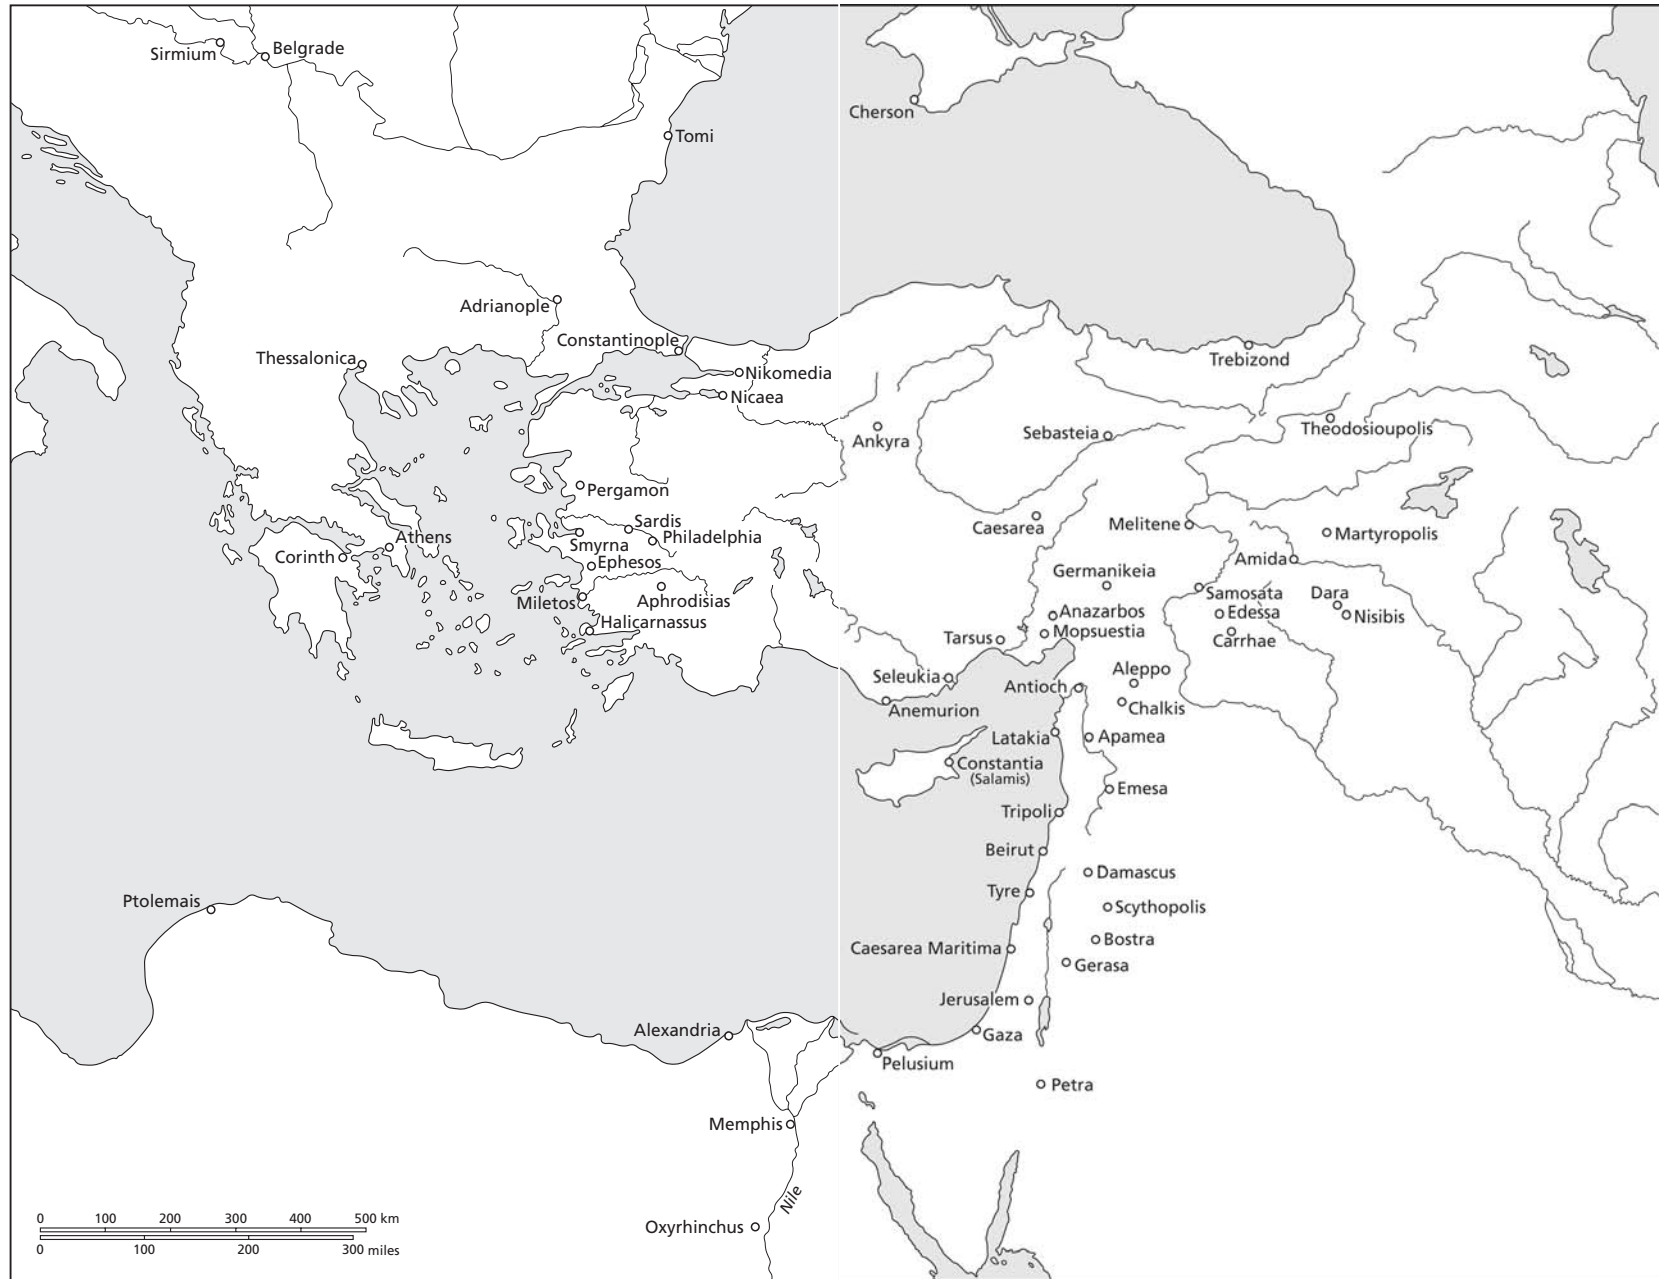 Sirmium
Belgrade
Cherson
Tomi
Adrianople
Constantinople
Thessalonica
Trebizond
Nikomedia
Nicaea
Ankyra
Sebasteia
Theodosioupolis
Pergamon
Caesarea
Melitene
Martyropolis
Sardis
Philadelphia
Smyrna
Athens
Corinth
Ephesos
Amida
Germanikeia
Samosata
Dara
Miletos
Aphrodisias
Anazarbos
Edessa
Nisibis
Halicarnassus
Tarsus
Mopsuestia
Carrhae
Seleukia
Antioch
Aleppo
Anemurion
Chalkis
Latakia
Apamea
Constantia
(Salamis)
Emesa
Tripoli
Beirut
Damascus
Tyre
Ptolemais
Scythopolis
Caesarea Maritima
Bostra
Gerasa
Jerusalem
Alexandria
Gaza
Pelusium
Petra
Memphis
Nile
Oxyrhinchus
0 100 200 300 400 500 km
0 100 200 300 miles